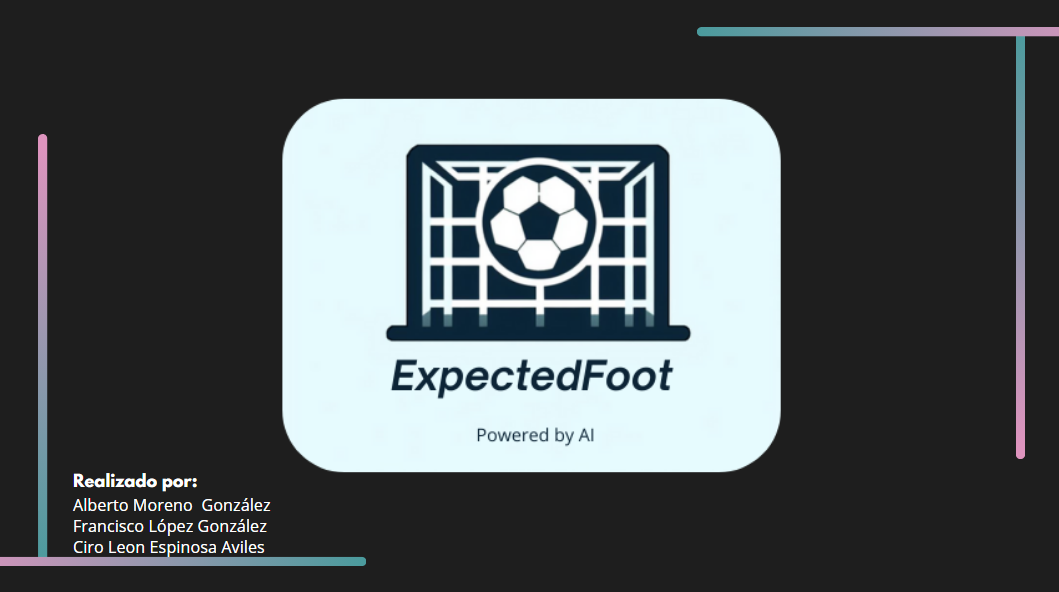 ExpectedFoot
Powered by AI
Realizado por:
Alberto Moreno  González
Francisco López González
Ciro Leon Espinosa Aviles